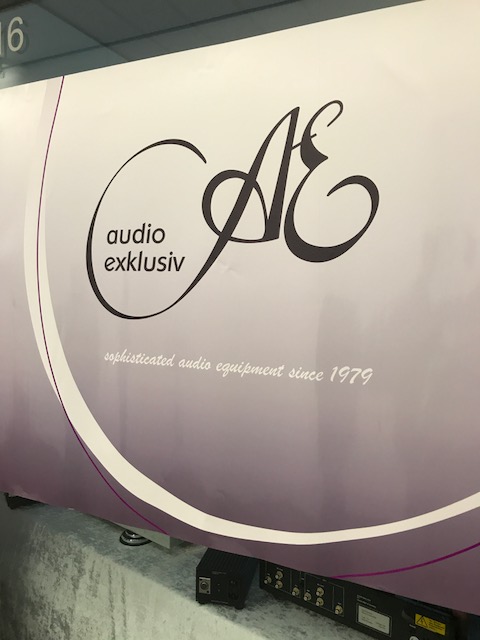 16
AE
audio
exklusiv
sophisticated audio equipment since 1979